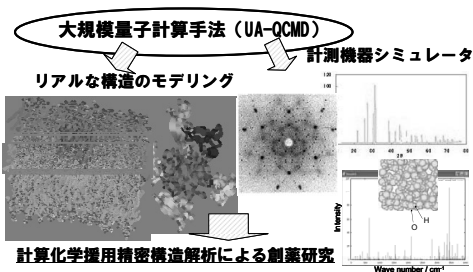 大規模量子計算手法（UA-QCMD）
計測機器シミュレータ
リアルな構造のモデリング
計算化学援用精密構造解析による創薬研究
Intensity
H
O
Wave number / cm⁻¹